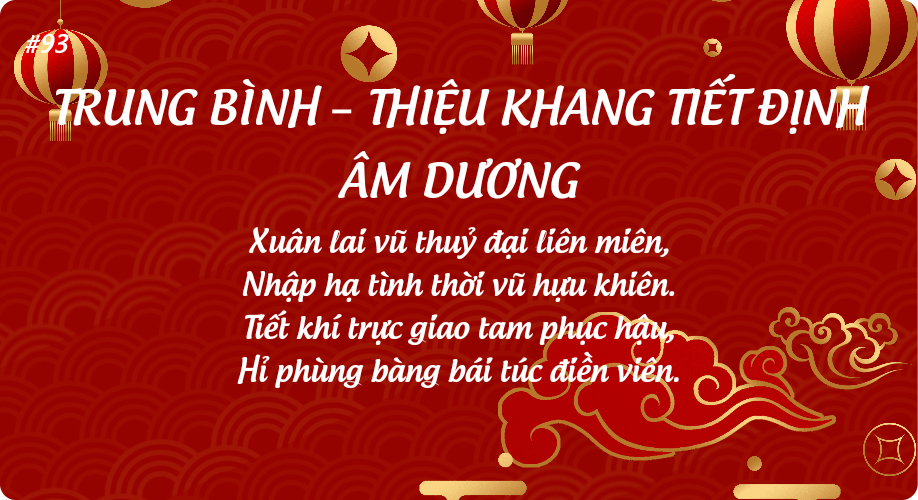 #93
TRUNG BÌNH – THIỆU KHANG TIẾT ĐỊNH
ÂM DƯƠNG
Xuân lai vũ thuỷ đại liên miên,
Nhập hạ tình thời vũ hựu khiên.
Tiết khí trực giao tam phục hậu,
Hỉ phùng bàng bái túc điền viên.